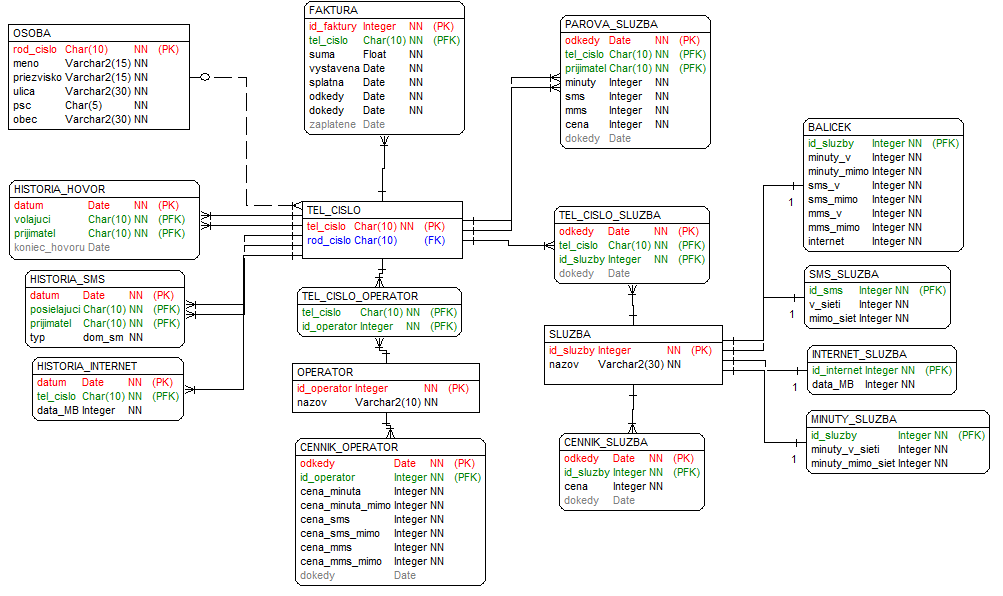 OSOBA
rod_cislo Char(10) NN (PK)
meno Varchar2(15) NN
priezvisko Varchar2(15) NN
ulica Varchar2(30) NN
psc Char(5) NN
obec Varchar2(30) NN
FAKTURA
id_faktury Integer NN (PK)
tel_cislo Char(10) NN (PFK)
suma Float NN
vystavena Date NN
splatna Date NN
odkedy Date NN
dokedy Date NN
zaplatene Date
PAROVA_SLUZBA
odkedy Date NN (PK)
tel_cislo Char(10) NN (PFK)
prijimatel Char(10) NN (PFK)
minuty Integer NN
sms Integer NN
mms Integer NN
cena Integer NN
dokedy Date
BALICEK
id_sluzby Integer NN (PFK)
minuty_v Integer NN
minuty_mimo Integer NN
sms_v Integer NN
sms_mimo Integer NN
mms_v Integer NN
mms_mimo Integer NN
internet Integer NN
1
HISTORIA_HOVOR
datum Date NN (PK)
volajuci Char(10) NN (PFK)
prijimatel Char(10) NN (PFK)
koniec_hovoru Date
TEL_CISLO
tel_cislo Char(10) NN (PK)
rod_cislo Char(10) (FK)
TEL_CISLO_SLUZBA
odkedy Date NN (PK)
tel_cislo Char(10) NN (PFK)
id_sluzby Integer NN (PFK)
dokedy Date
SMS_SLUZBA
id_sms Integer NN (PFK)
v_sieti Integer NN
mimo_siet Integer NN
1
HISTORIA_SMS
datum Date NN (PK)
posielajuci Char(10) NN (PFK)
prijimatel Char(10) NN (PFK)
typ dom_sm NN
TEL_CISLO_OPERATOR
tel_cislo Char(10) NN (PFK)
id_operator Integer NN (PFK)
SLUZBA
id_sluzby Integer NN (PK)
nazov Varchar2(30) NN
INTERNET_SLUZBA
id_internet Integer NN (PFK)
data_MB Integer NN
1
HISTORIA_INTERNET
datum Date NN (PK)
tel_cislo Char(10) NN (PFK)
data_MB Integer NN
OPERATOR
id_operator Integer NN (PK)
nazov Varchar2(10) NN
MINUTY_SLUZBA
id_sluzby Integer NN (PFK)
minuty_v_sieti Integer NN
minuty_mimo_siet Integer NN
1
CENNIK_OPERATOR
odkedy Date NN (PK)
id_operator Integer NN (PFK)
cena_minuta Integer NN
cena_minuta_mimo Integer NN
cena_sms Integer NN
cena_sms_mimo Integer NN
cena_mms Integer NN
cena_mms_mimo Integer NN
dokedy Date
CENNIK_SLUZBA
odkedy Date NN (PK)
id_sluzby Integer NN (PFK)
cena Integer NN
dokedy Date